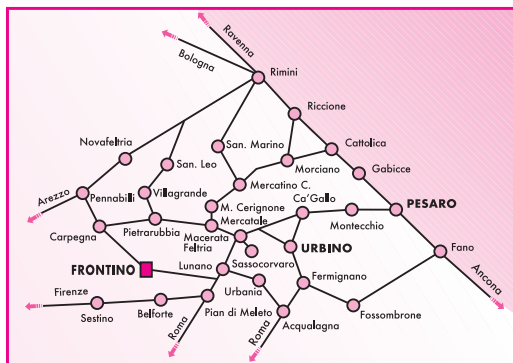 Ravenna
Bologna
Rimini
Riccione
Novafeltria
San. Marino
Cattolica
San. Leo
Morciano
Gabicce
Arezzo
Pennabilli
Villagrande
Mercatino C.
Ca'Gallo
PESARO
M. Cerignone
Carpegna
Pietrarubbia
Mercatale
Montecchio
Macerata
Feltria
URBINO
Fano
FRONTINO
Lunano
Sassocorvaro
Ancona
Firenze
Urbania
Fermignano
Sestino
Belforte
Roma
Pian di Meleto
Roma
Acqualagna
Fossombrone